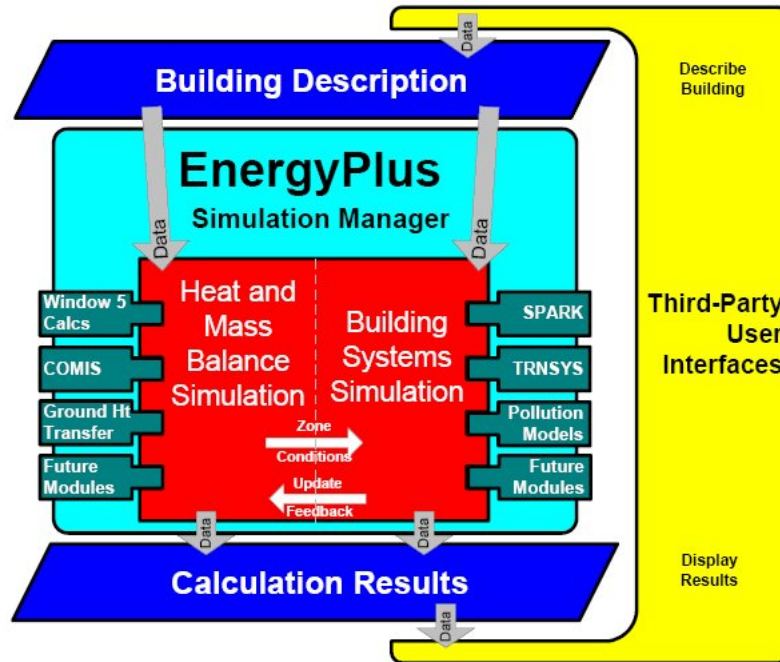 Data
Building Description
Describe
Building
EnergyPlus
Simulation Manager
Data
Data
Window 5
Calcs
COMIS
Ground Ht
Transfer
Future
Modules
Heat and
Mass
Balance
Simulation
Building
Systems
Simulation
Zone
Conditions
Update
Feedback
SPARK
TRNSYS
Pollution
Models
Future
Modules
Third-Party
User
Interfaces
Data
Data
Calculation Results
Display
Results
Data